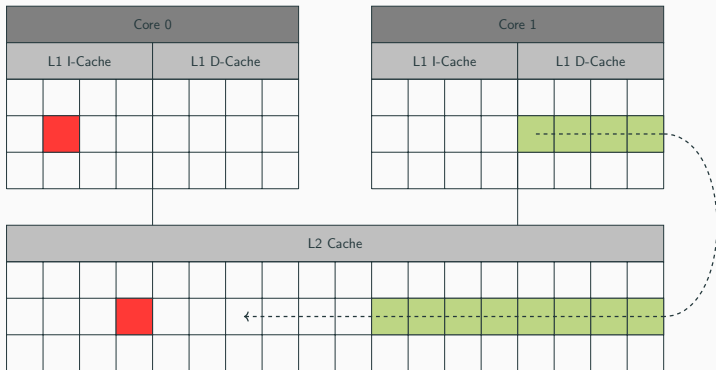 Core 0
Core 1
L1 I-Cache
L1 D-Cache
L1 I-Cache
L1 D-Cache
L2 Cache